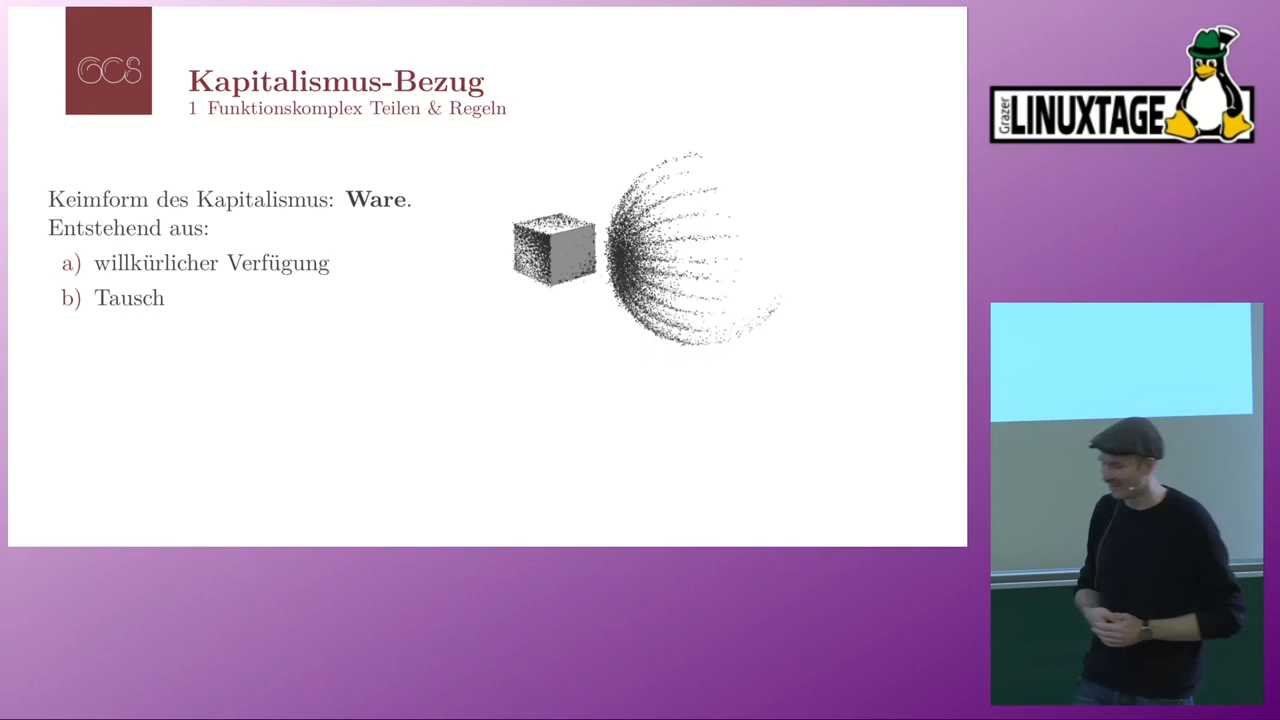 GCS
Kapitalismus-Bezug
1 Funktionskomplex Teilen & Regeln
Keimform des Kapitalismus: Ware.
Entstehend aus:
a) willkürlicher Verfügung
b) Tausch
Grazer
LINUXTAGE